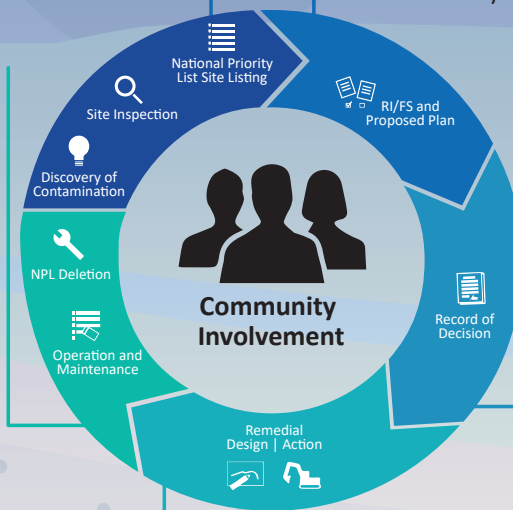 National Priority
List Site Listing
Site Inspection
Discovery of
Contamination
RI/FS and
Proposed Plan
Record of
Decision
Remedial
Design | Action
Operation and
Maintenance
NPL Deletion
Community
Involvement